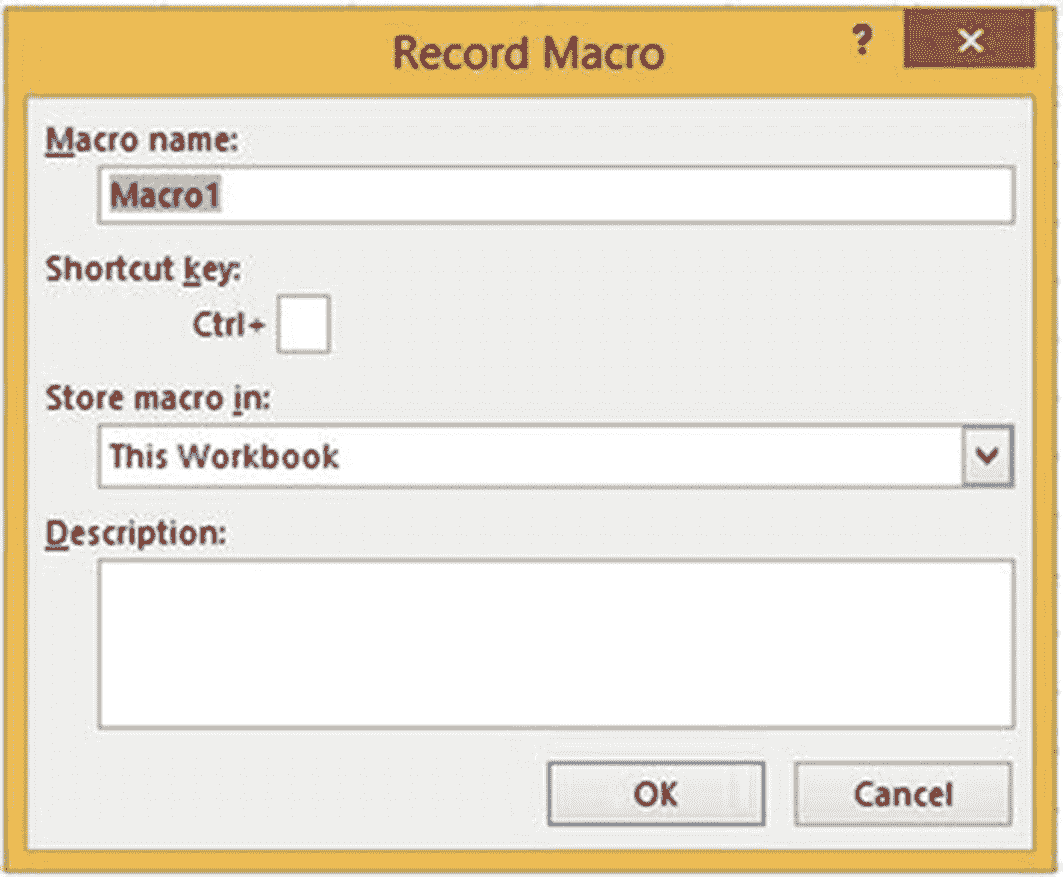 Record Macro ? ×
Macro name:
Macro1
Shortcut key:
Ctrl+
Store macro in:
This Workbook
Description:
OK Cancel